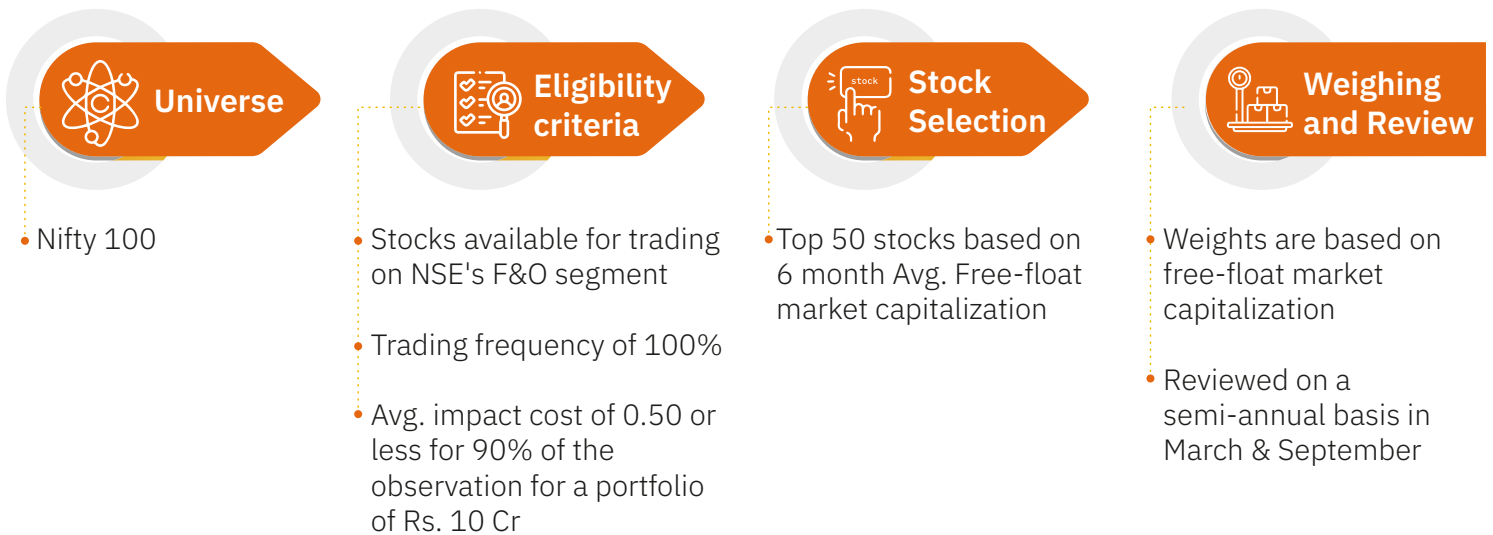 Universe
Nifty 100
Eligibility
criteria
Stocks available for trading
on NSE's F&O segment
Trading frequency of 100%
Avg. impact cost of 0.50 or
less for 90% of the
observation for a portfolio
of Rs. 10 Cr
stock
Stock
Selection
Top 50 stocks based on
6 month Avg. Free-float
market capitalization
Weighing
and Review
Weights are based on
free-float market
capitalization
Reviewed on a
semi-annual basis in
March & September